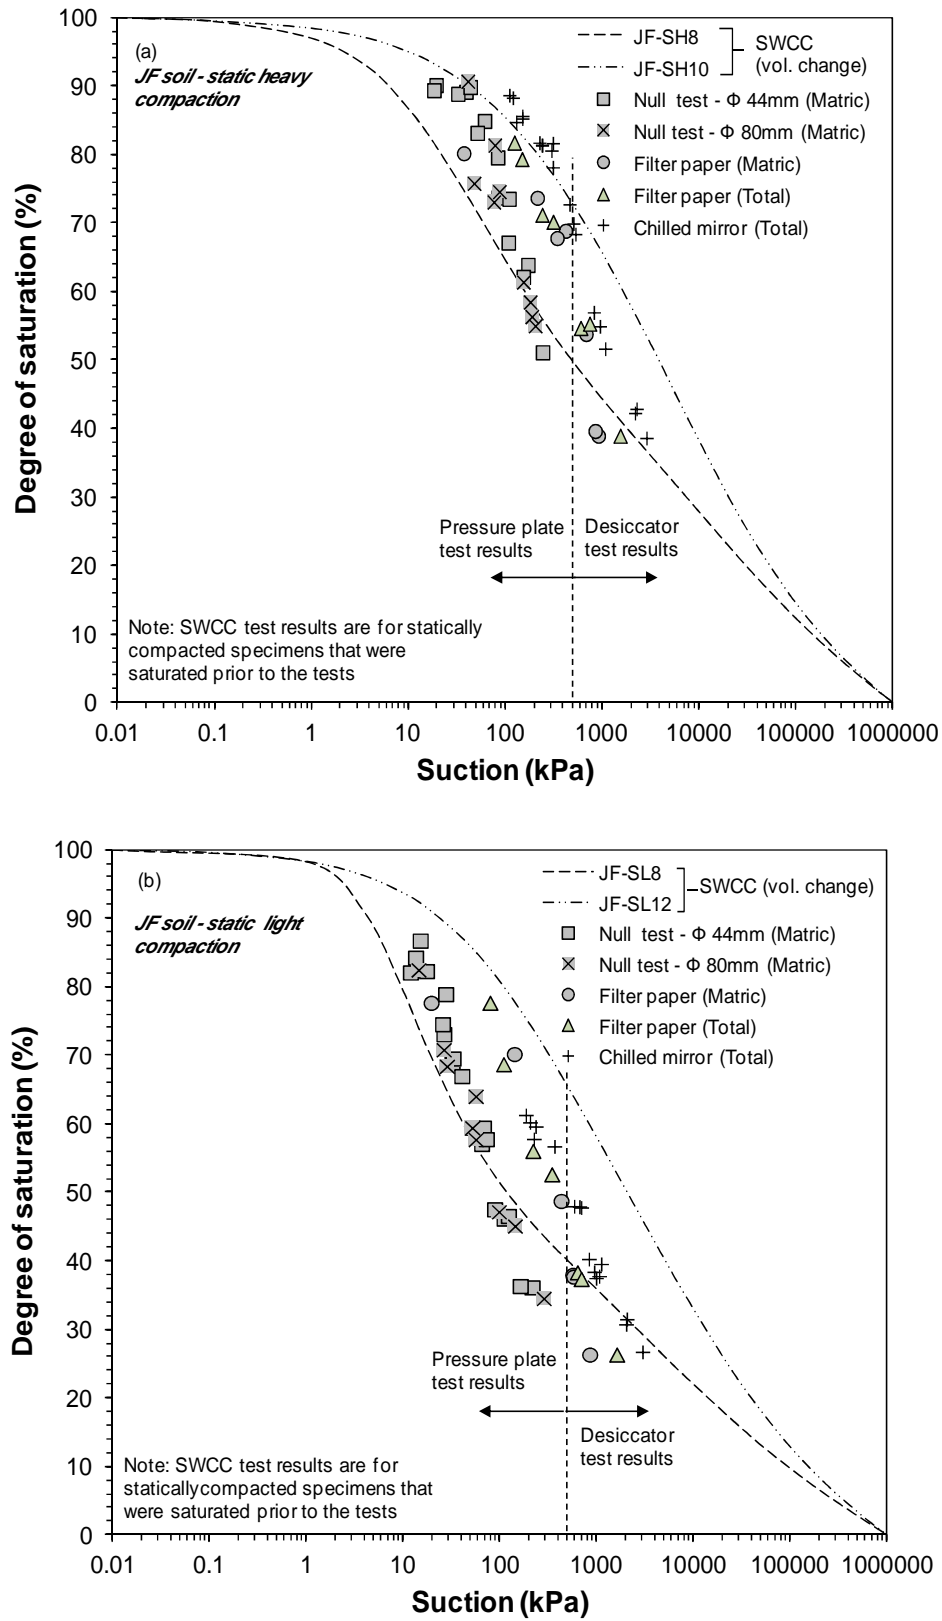 (a)
JF soil - static heavy
compaction
JF-SH8
JF-SH10
SWCC
(vol. change)
Null test - Φ 44mm (Matric)
Null test - Φ 80mm (Matric)
Filter paper (Matric)
Filter paper (Total)
Chilled mirror (Total)
Degree of saturation (%)
100
90
80
70
60
50
40
30
20
10
0
Pressure plate
test results
Desiccator
test results
Note: SWCC test results are for statically
compacted specimens that were
saturated prior to the tests
0.01 0.1 1 10 100 1000 10000 100000 1000000
Suction (kPa)
(b)
JF soil - static light
compaction
JF-SL8
JF-SL12
SWCC (vol. change)
Null test - Φ 44mm (Matric)
Null test - Φ 80mm (Matric)
Filter paper (Matric)
Filter paper (Total)
Chilled mirror (Total)
Degree of saturation (%)
100
90
80
70
60
50
40
30
20
10
0
Pressure plate
test results
Desiccator
test results
Note: SWCC test results are for
statically compacted specimens that
were saturated prior to the tests
0.01 0.1 1 10 100 1000 10000 100000 1000000
Suction (kPa)